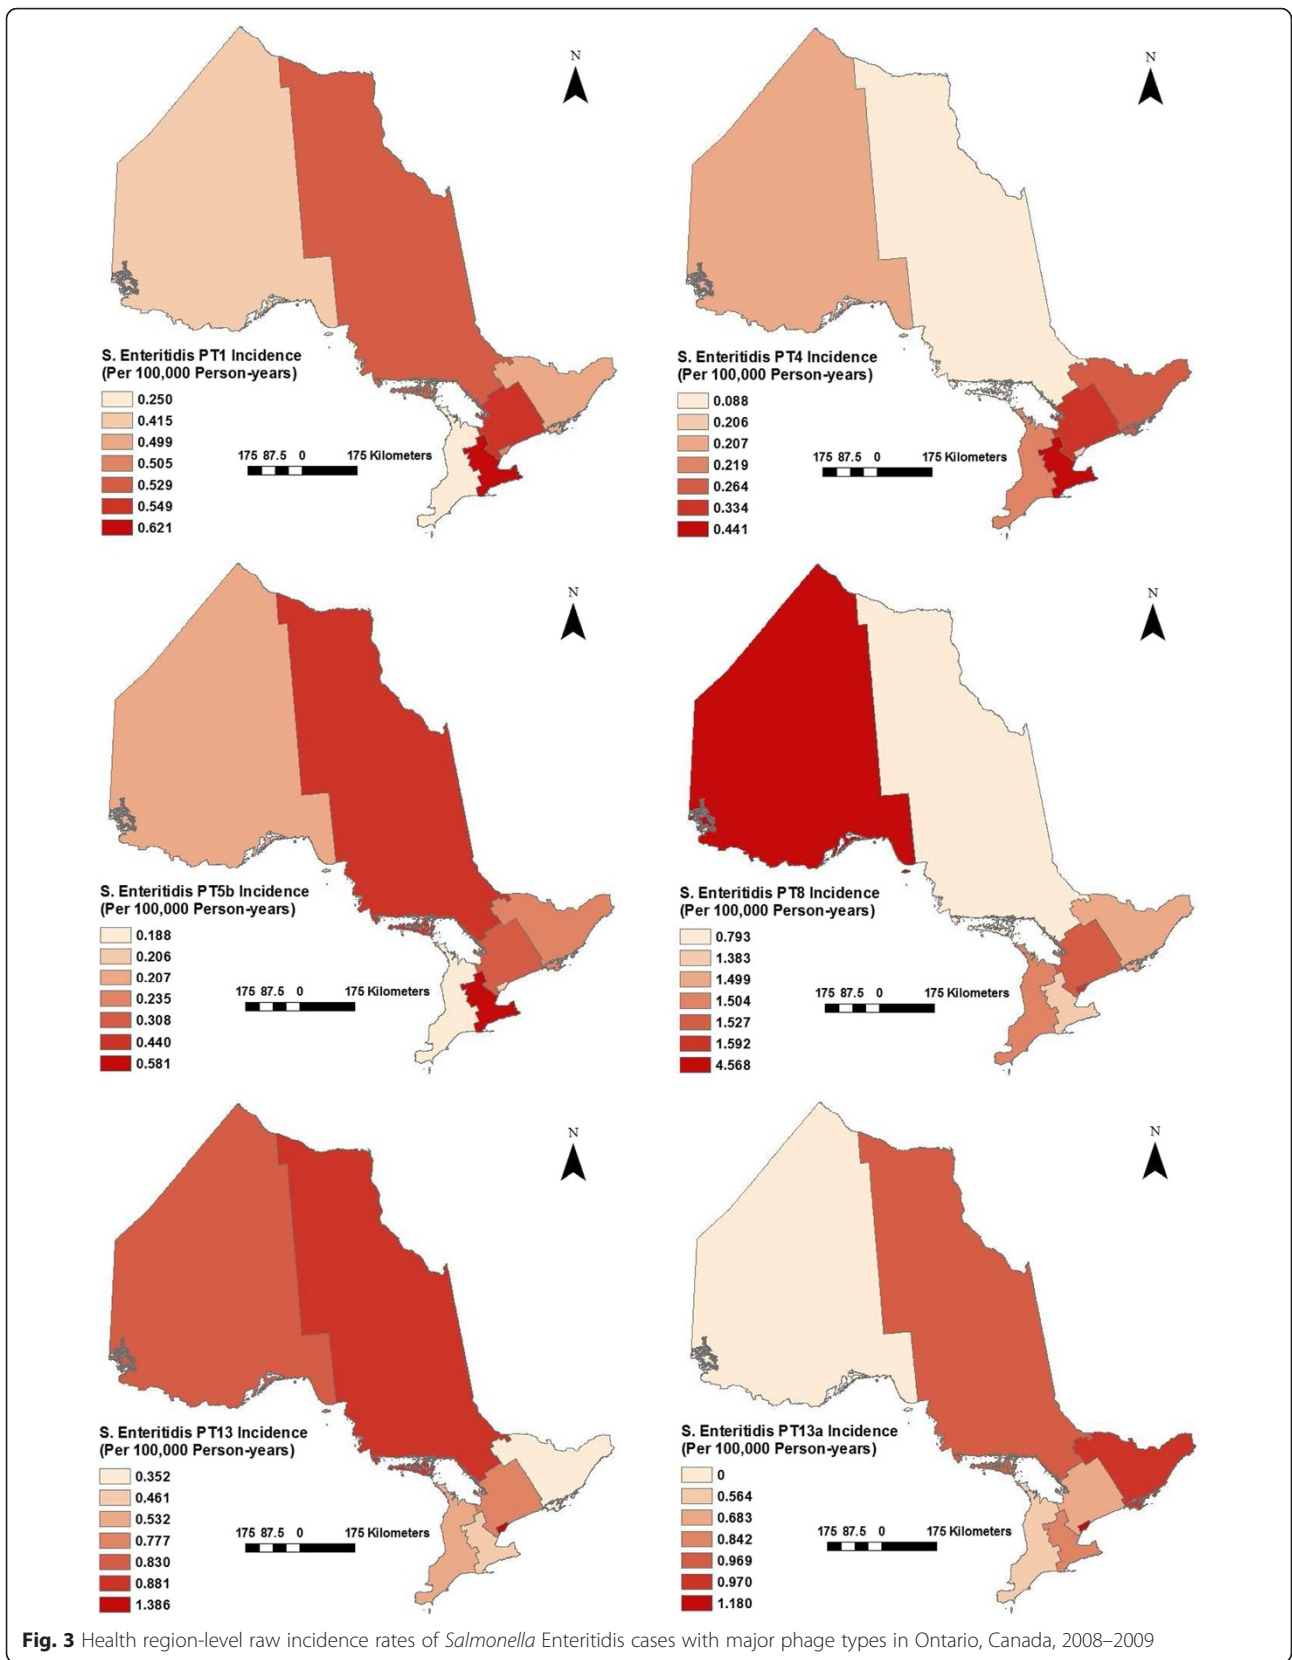 N
S. Enteritidis PT1 Incidence
(Per 100,000 Person-years)
0.250
0.415
0.499
0.505
0.529
0.549
0.621
175 87.5 0 175 Kilometers
N
S. Enteritidis PT4 Incidence
(Per 100,000 Person-years)
0.088
0.206
0.207
0.219
0.264
0.334
0.441
175 87.5 0 175 Kilometers
N
S. Enteritidis PT5b Incidence
(Per 100,000 Person-years)
0.188
0.206
0.207
0.235
0.308
0.440
0.581
175 87.5 0 175 Kilometers
N
S. Enteritidis PT8 Incidence
(Per 100,000 Person-years)
0.793
1.383
1.499
1.504
1.527
1.592
4.568
175 87.5 0 175 Kilometers
N
S. Enteritidis PT13 Incidence
(Per 100,000 Person-years)
0.352
0.461
0.532
0.777
0.830
0.881
1.386
175 87.5 0 175 Kilometers
N
S. Enteritidis PT13a Incidence
(Per 100,000 Person-years)
0
0.564
0.683
0.842
0.969
0.970
1.180
175 87.5 0 175 Kilometers
Fig. 3 Health region-level raw incidence rates of Salmonella Enteritidis cases with major phage types in Ontario, Canada, 2008–2009